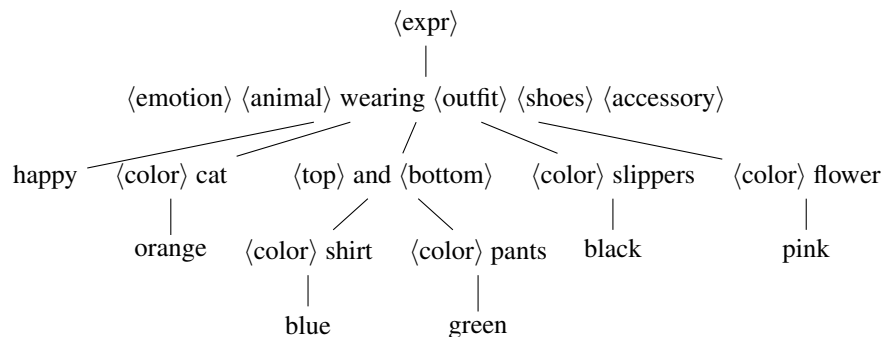 ⟨expr⟩
⟨emotion⟩ ⟨animal⟩ wearing ⟨outfit⟩ ⟨shoes⟩ ⟨accessory⟩
happy ⟨color⟩ cat ⟨top⟩ and ⟨bottom⟩ ⟨color⟩ slippers ⟨color⟩ flower
orange ⟨color⟩ shirt ⟨color⟩ pants black pink
blue green